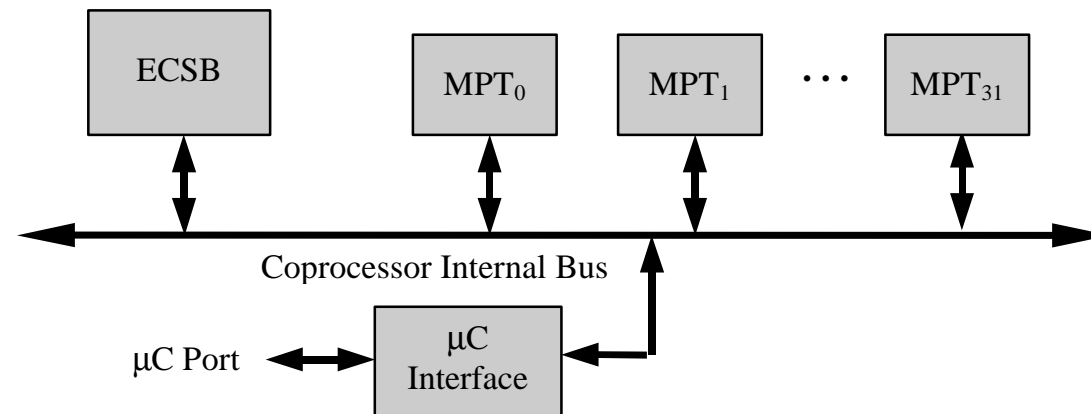 ECSB
MPT₀
MPT₁
...
MPT₃₁
Coprocessor Internal Bus
μC Port
μC
Interface